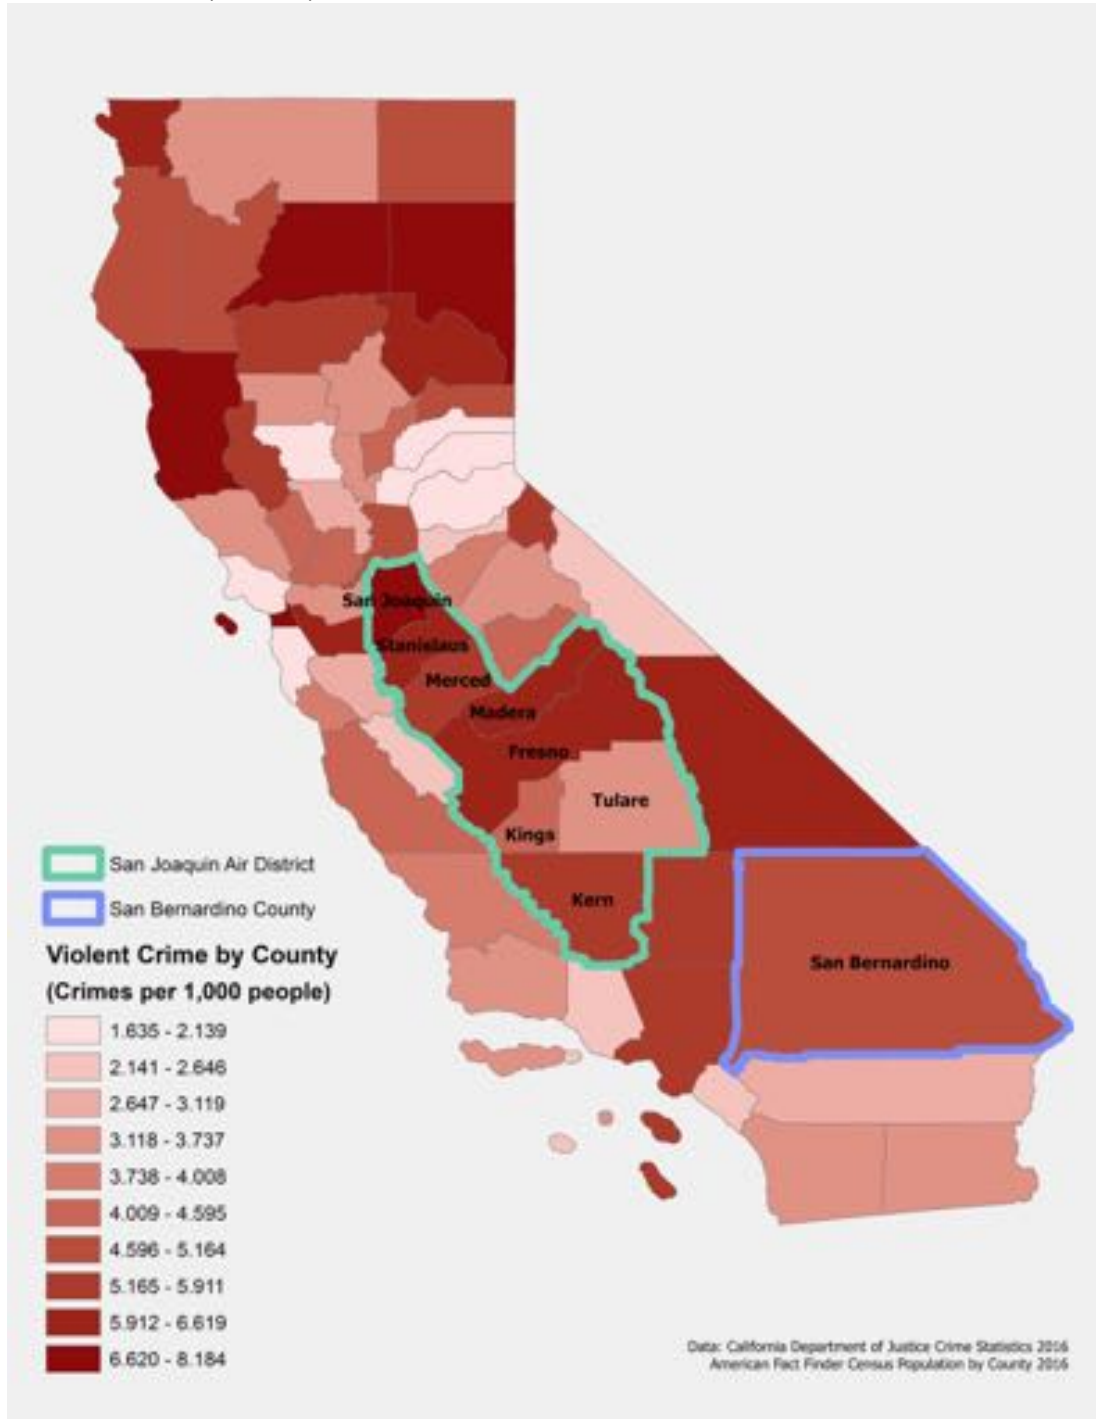 San Joaquin
Stanislaus
Merced
Madera
Fresno
Tulare
Kings
Kern
San Bernardino
San Joaquin Air District
San Bernardino County
Violent Crime by County
(Crimes per 1,000 people)
1.635 - 2.139
2.141 - 2.646
2.647 - 3.119
3.118 - 3.737
3.738 - 4.008
4.009 - 4.595
4.596 - 5.164
5.165 - 5.911
5.912 - 6.619
6.620 - 8.184
Data: California Department of Justice Crime Statistics 2016
American Fact Finder Census Population by County 2016